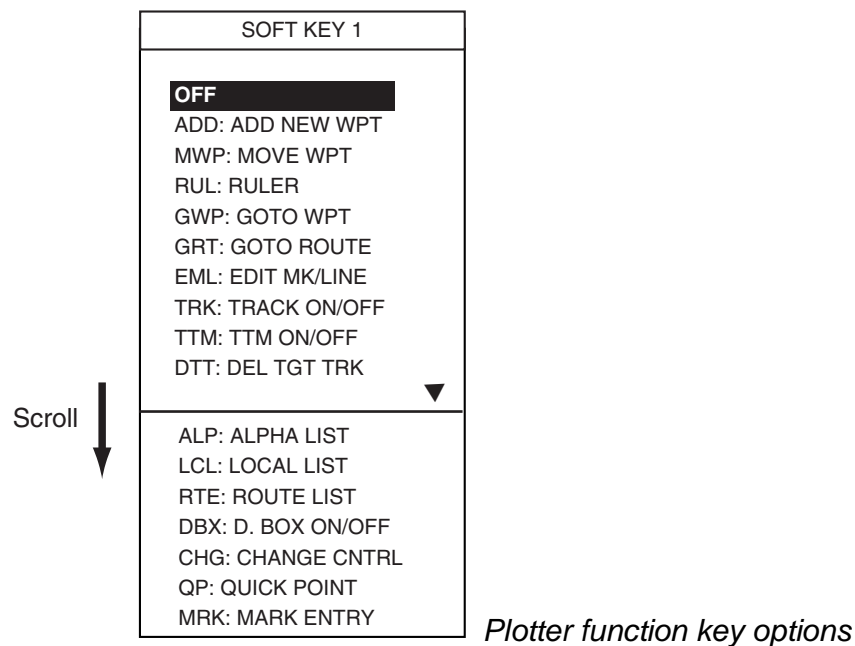 SOFT KEY 1
OFF
ADD: ADD NEW WPT
MWP: MOVE WPT
RUL: RULER
GWP: GOTO WPT
GRT: GOTO ROUTE
EML: EDIT MK/LINE
TRK: TRACK ON/OFF
TTM: TTM ON/OFF
DTT: DEL TGT TRK
Scroll
ALP: ALPHA LIST
LCL: LOCAL LIST
RTE: ROUTE LIST
DBX: D. BOX ON/OFF
CHG: CHANGE CNTRL
QP: QUICK POINT
MRK: MARK ENTRY
Plotter function key options